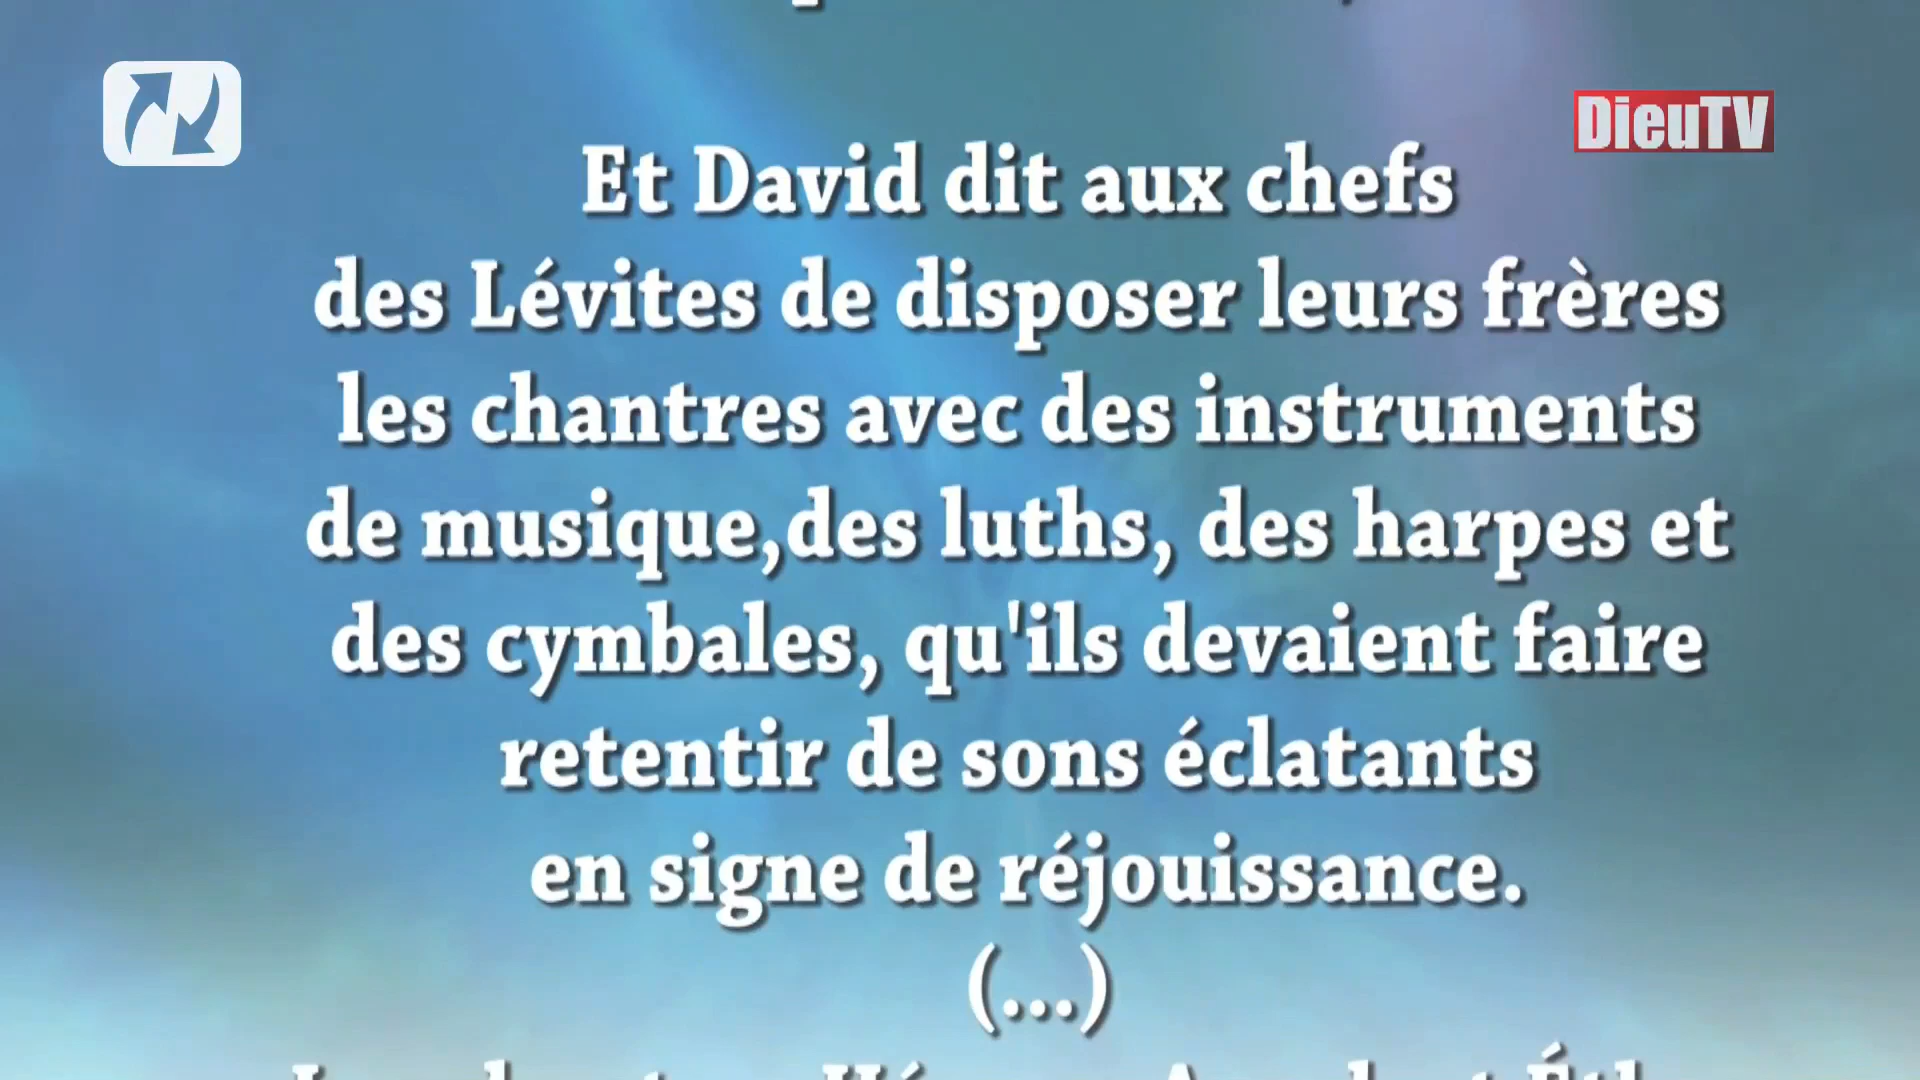 DieuTV
Et David dit aux chefs
des Lévites de disposer leurs frères
les chantres avec des instruments
de musique,des luths, des harpes et
des cymbales, qu'ils devaient faire
retentir de sons éclatants
en signe de réjouissance.
(...)